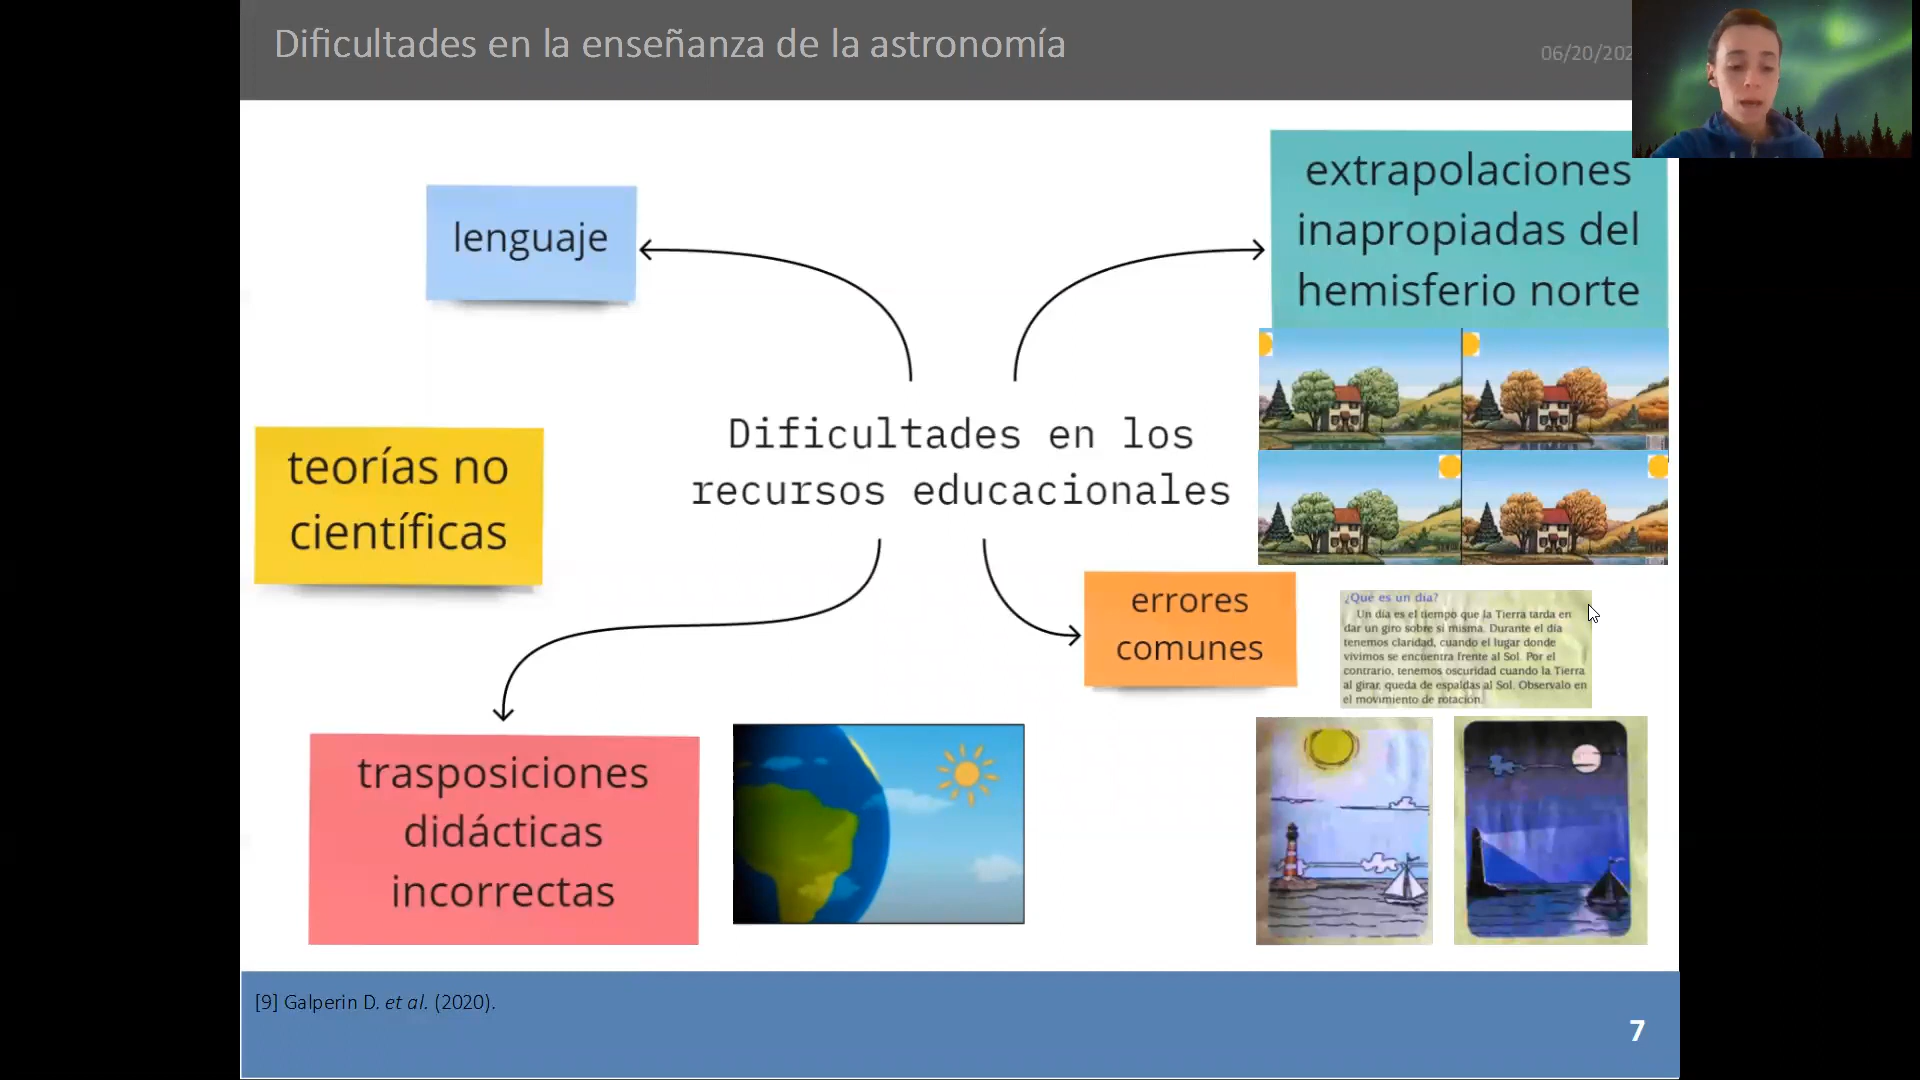 Dificultades en la enseñanza de la astronomía
06/20/202
lenguaje
extrapolaciones
inapropiadas del
hemisferio norte
teorías no
científicas
Dificultades en los
recursos educacionales
errores
comunes
¿Qué es un día?
Un día es el tiempo que la Tierra tarda en
dar un giro sobre sí misma. Durante el día
tenemos claridad, cuando el lugar donde
vivimos se encuentra frente al Sol. Por el
contrario, tenemos oscuridad cuando la Tierra
al girar, queda de espaldas al Sol. Observalo en
el movimiento de rotación.
trasposiciones
didácticas
incorrectas
[9] Galperin D. et al. (2020).
7